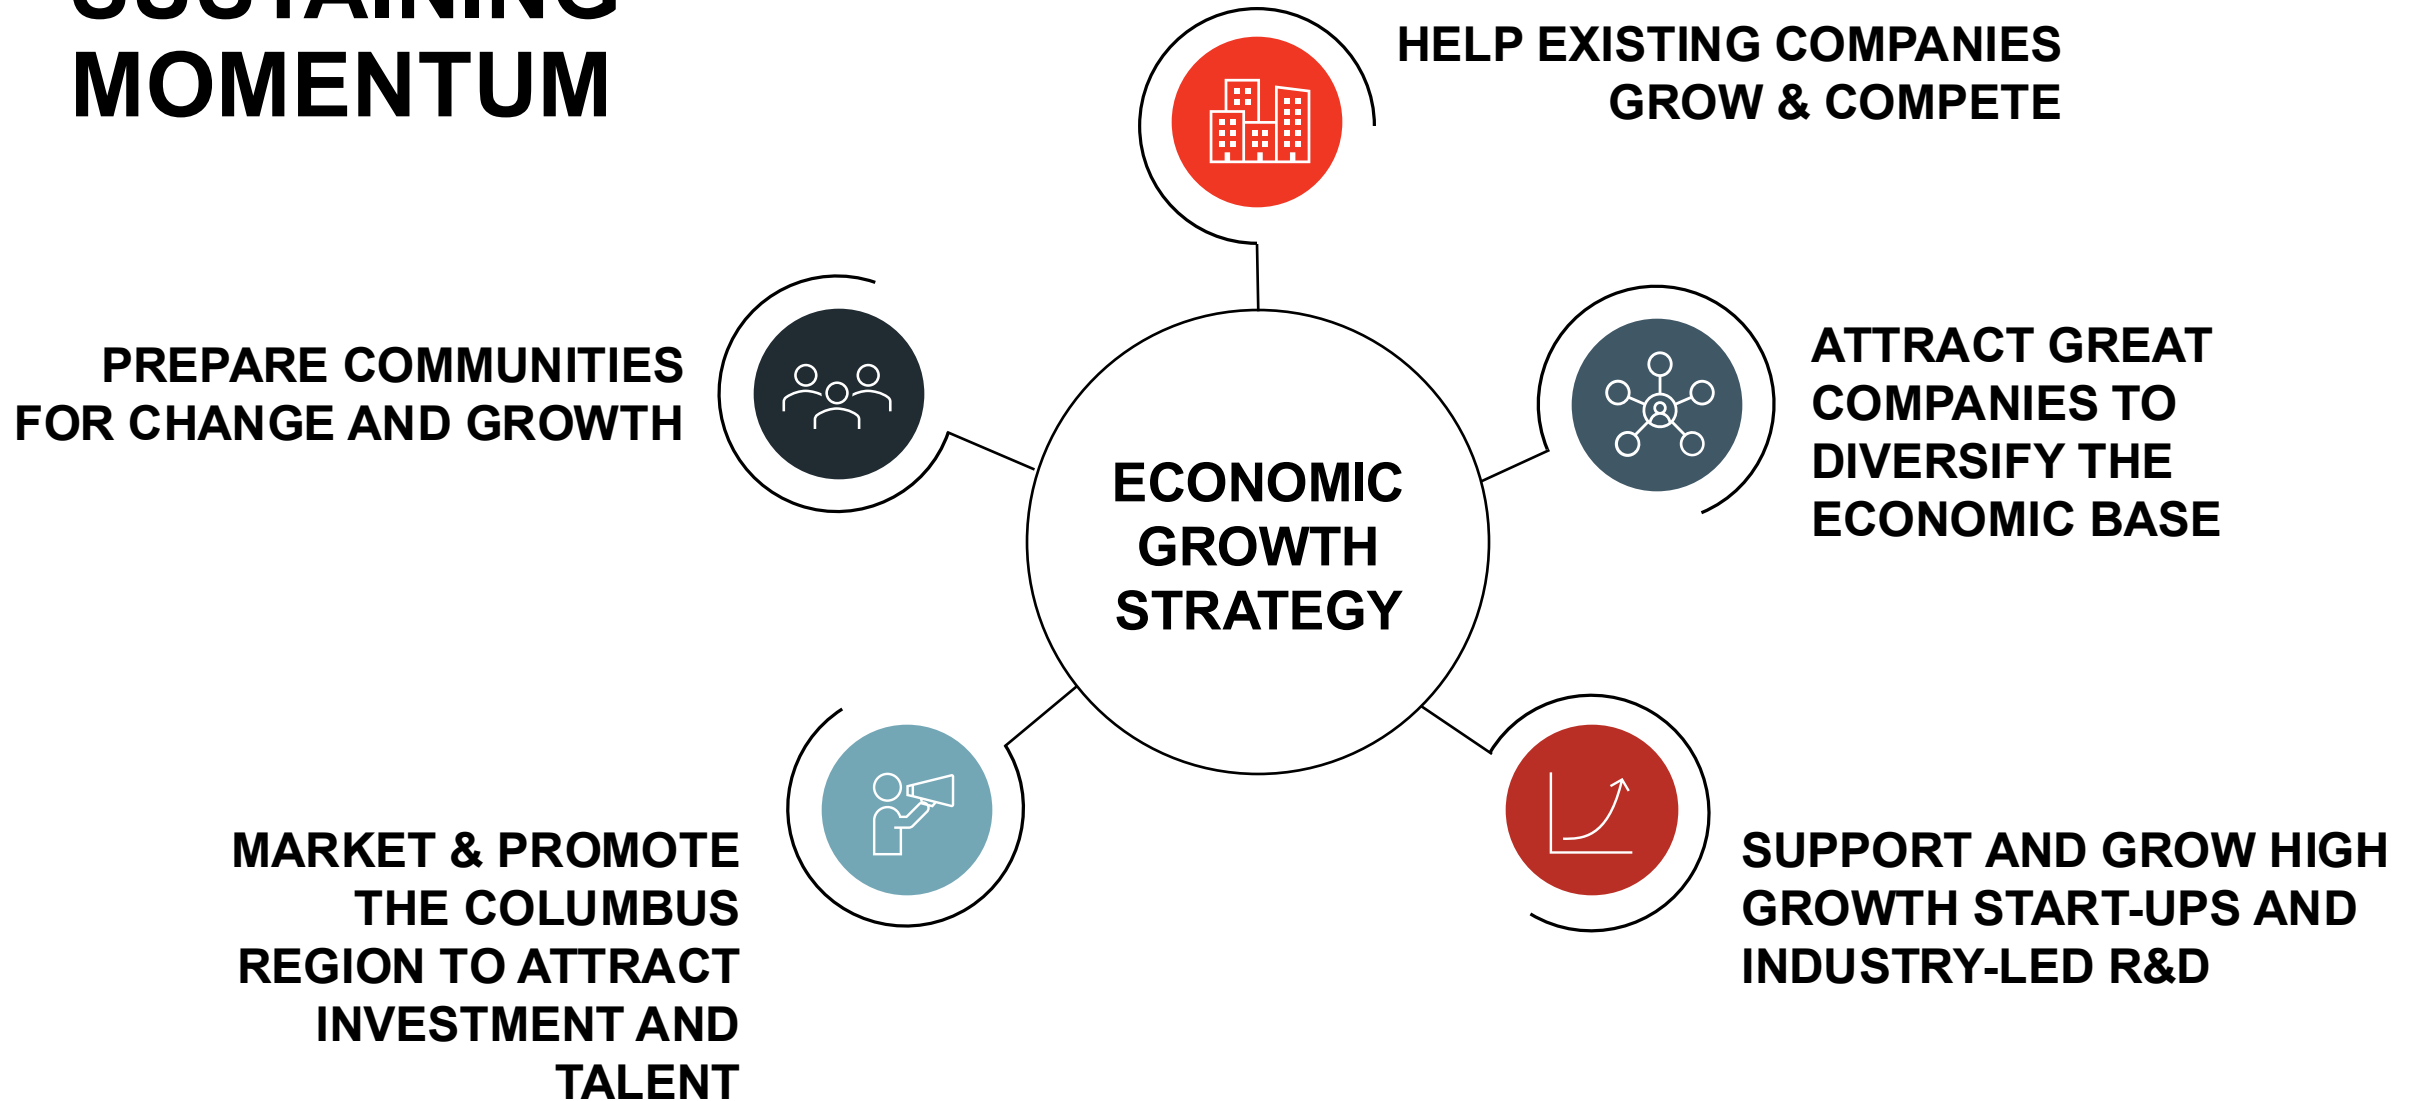 SUSTAINING
MOMENTUM
HELP EXISTING COMPANIES
GROW & COMPETE
PREPARE COMMUNITIES
FOR CHANGE AND GROWTH
ATTRACT GREAT
COMPANIES TO
DIVERSIFY THE
ECONOMIC BASE
ECONOMIC
GROWTH
STRATEGY
MARKET & PROMOTE
THE COLUMBUS
REGION TO ATTRACT
INVESTMENT AND
TALENT
SUPPORT AND GROW HIGH
GROWTH START-UPS AND
INDUSTRY-LED R&D